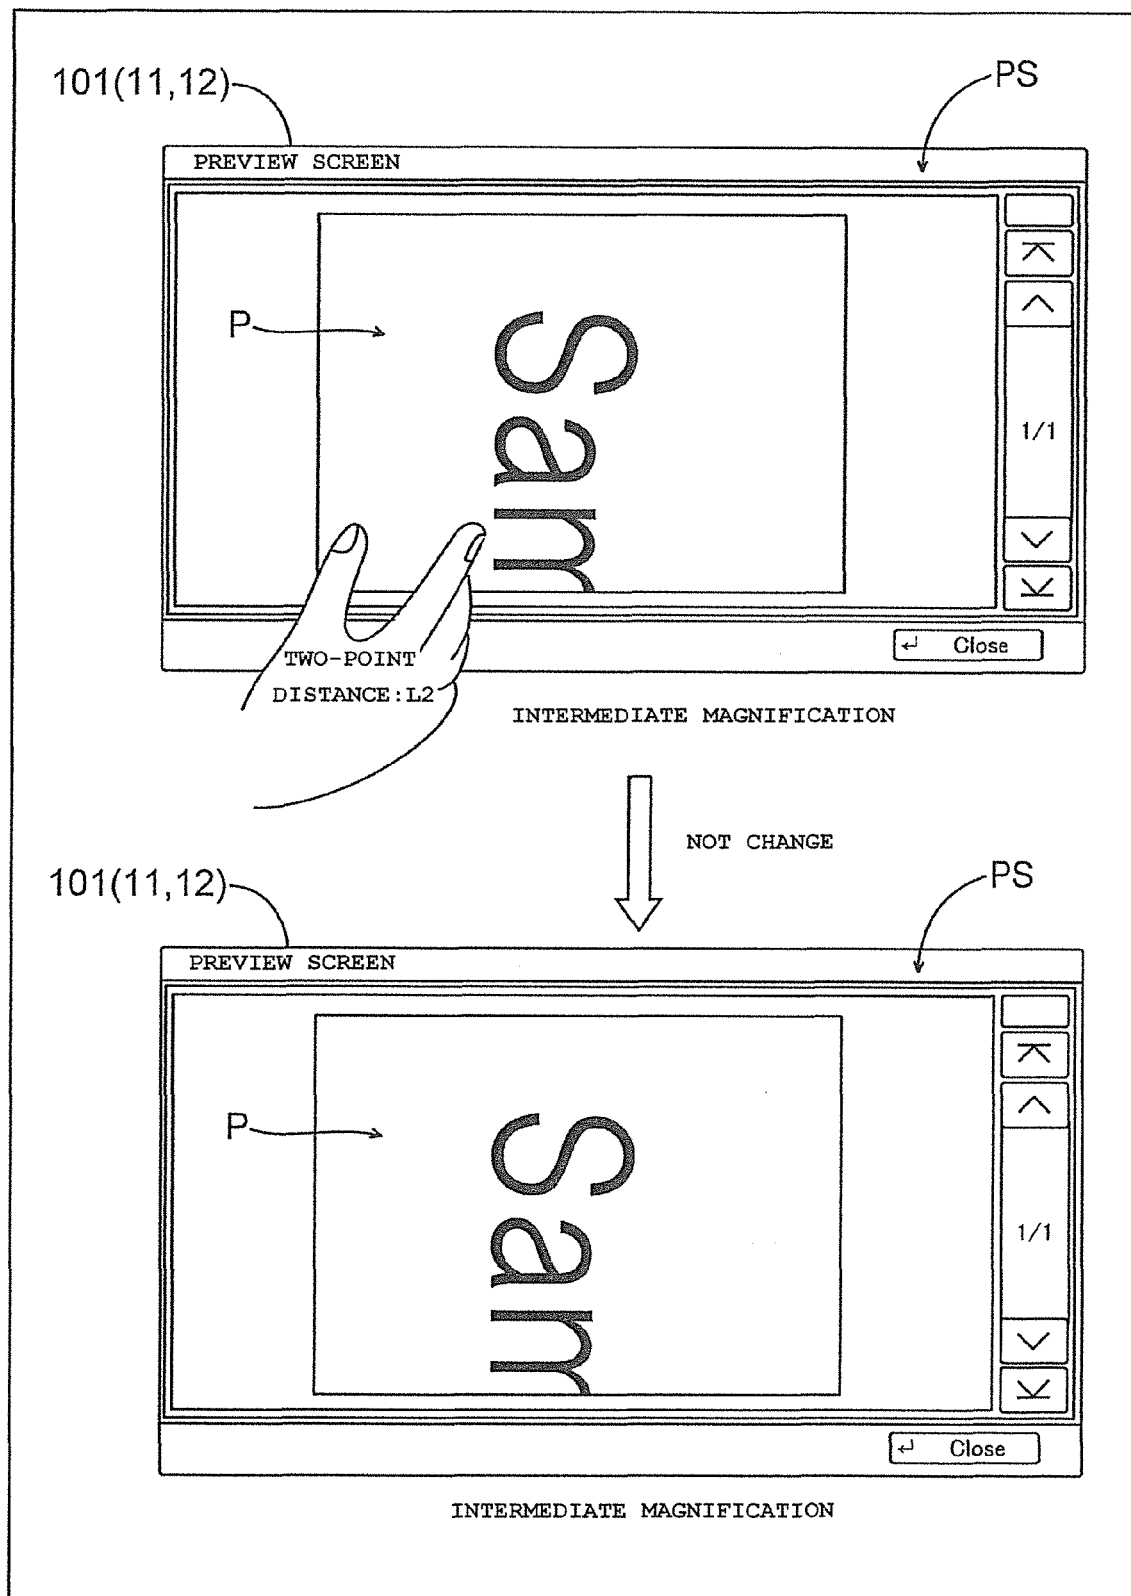 101(11,12)
PS
PREVIEW SCREEN
P
Sam
1/1
Close
TWO-POINT
DISTANCE:L2
INTERMEDIATE MAGNIFICATION
NOT CHANGE
101(11,12)
PS
PREVIEW SCREEN
P
Sam
1/1
Close
INTERMEDIATE MAGNIFICATION